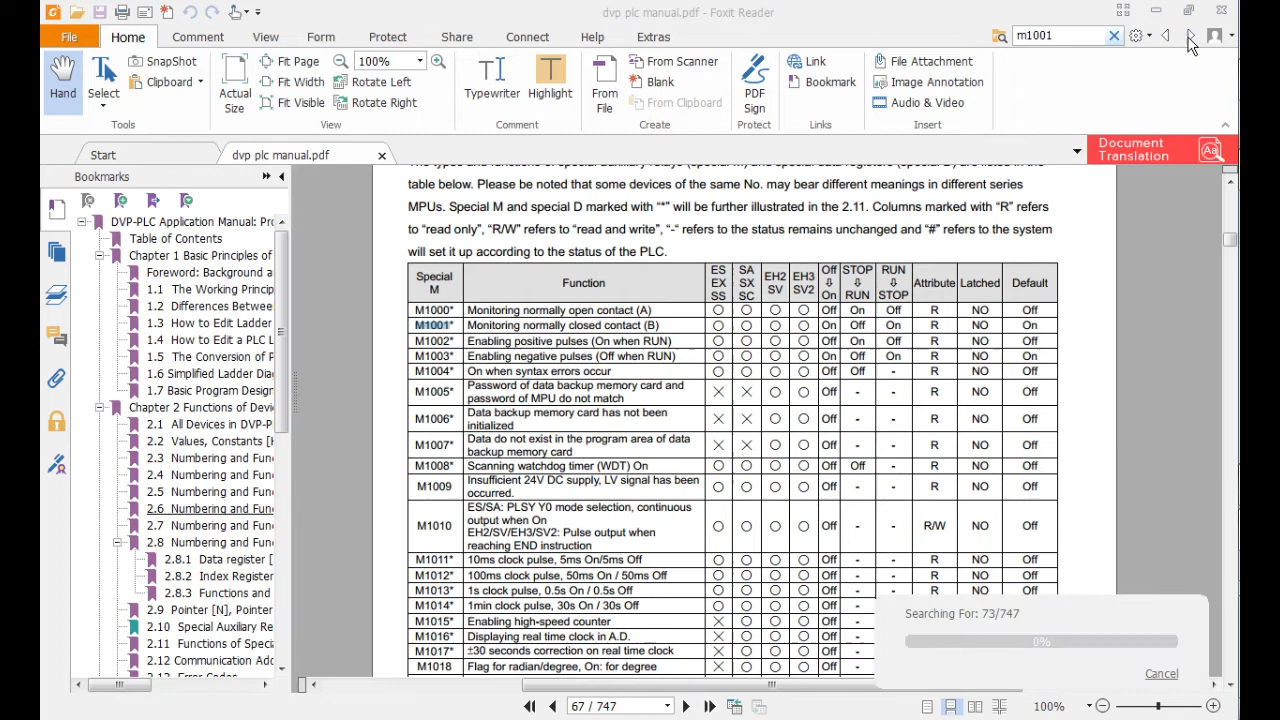 dvp plc manual.pdf - Foxit Reader
File Home Comment View Form Protect Share Connect Help Extras m1001
Hand Select SnapShot Clipboard Actual Size Fit Page Fit Width Fit Visible 100% Rotate Left Rotate Right Typewriter Highlight From File From Scanner Blank From Clipboard PDF Sign Link Bookmark File Attachment Image Annotation Audio & Video
Tools View Comment Create Protect Links Insert
Start dvp plc manual.pdf Document Translation
Bookmarks
DVP-PLC Application Manual: Pro
Table of Contents
Chapter 1 Basic Principles of
Foreword: Background a
1.1 The Working Princip
1.2 Differences Betwee
1.3 How to Edit Ladder
1.4 How to Edit a PLC L
1.5 The Conversion of P
1.6 Simplified Ladder Dia
1.7 Basic Program Design
Chapter 2 Functions of Devi
2.1 All Devices in DVP-P
2.2 Values, Constants [K
2.3 Numbering and Func
2.4 Numbering and Func
2.5 Numbering and Func
2.6 Numbering and Func
2.7 Numbering and Func
2.8 Numbering and Func
2.8.1 Data register [
2.8.2 Index Register
2.8.3 Functions and
2.9 Pointer [N], Pointer
2.10 Special Auxiliary Re
2.11 Functions of Specia
2.12 Communication Add
table below. Please be noted that some devices of the same No. may bear different meanings in different series
MPUs. Special M and special D marked with “*” will be further illustrated in the 2.11. Columns marked with “R” refers
to “read only”, “R/W” refers to “read and write”, “-“ refers to the status remains unchanged and “#” refers to the system
will set it up according to the status of the PLC.
Special M Function ES EX SS SA SX SC EH2 SV EH3 SV2 Off ⇩ On STOP ⇩ RUN RUN ⇩ STOP Attribute Latched Default
M1000* Monitoring normally open contact (A) ○ ○ ○ ○ Off On Off R NO Off
M1001* Monitoring normally closed contact (B) ○ ○ ○ ○ On Off On R NO On
M1002* Enabling positive pulses (On when RUN) ○ ○ ○ ○ Off On Off R NO Off
M1003* Enabling negative pulses (Off when RUN) ○ ○ ○ ○ On Off On R NO On
M1004* On when syntax errors occur ○ ○ ○ ○ Off Off - R NO Off
M1005* Password of data backup memory card and password of MPU do not match ╳ ╳ ○ ○ Off - - R NO Off
M1006* Data backup memory card has not been initialized ╳ ╳ ○ ○ Off - - R NO Off
M1007* Data do not exist in the program area of data backup memory card ╳ ╳ ○ ○ Off - - R NO Off
M1008* Scanning watchdog timer (WDT) On ○ ○ ○ ○ Off Off - R NO Off
M1009 Insufficient 24V DC supply, LV signal has been occurred. ○ ○ ○ ○ Off - - R NO Off
M1010 ES/SA: PLSY Y0 mode selection, continuous output when On EH2/SV/EH3/SV2: Pulse output when reaching END instruction ○ ○ ○ ○ Off - - R/W NO Off
M1011* 10ms clock pulse, 5ms On/5ms Off ○ ○ ○ ○ Off - - R NO Off
M1012* 100ms clock pulse, 50ms On / 50ms Off ○ ○ ○ ○ Off - - R NO Off
M1013* 1s clock pulse, 0.5s On / 0.5s Off ○ ○ ○ ○ Off - - R NO Off
M1014* 1min clock pulse, 30s On / 30s Off ○ ○ ○ ○ Off
M1015* Enabling high-speed counter ╳ ○ ○ ○ Off
M1016* Displaying real time clock in A.D. ╳ ○ ○ ○ Off
M1017* ±30 seconds correction on real time clock ╳ ○ ○ ○ Off
M1018 Flag for radian/degree, On: for degree ╳ ○ ○ ○ Off
Searching For: 73/747
0%
Cancel
67 / 747 100%